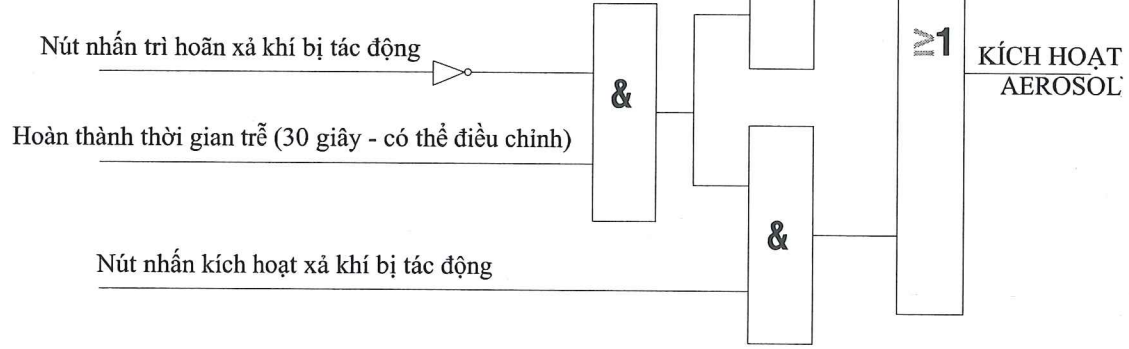 Nút nhấn trì hoãn xả khí bị tác động
≥1
KÍCH HOẠT
AEROSOL
&
Hoàn thành thời gian trễ (30 giây - có thể điều chỉnh)
&
Nút nhấn kích hoạt xả khí bị tác động